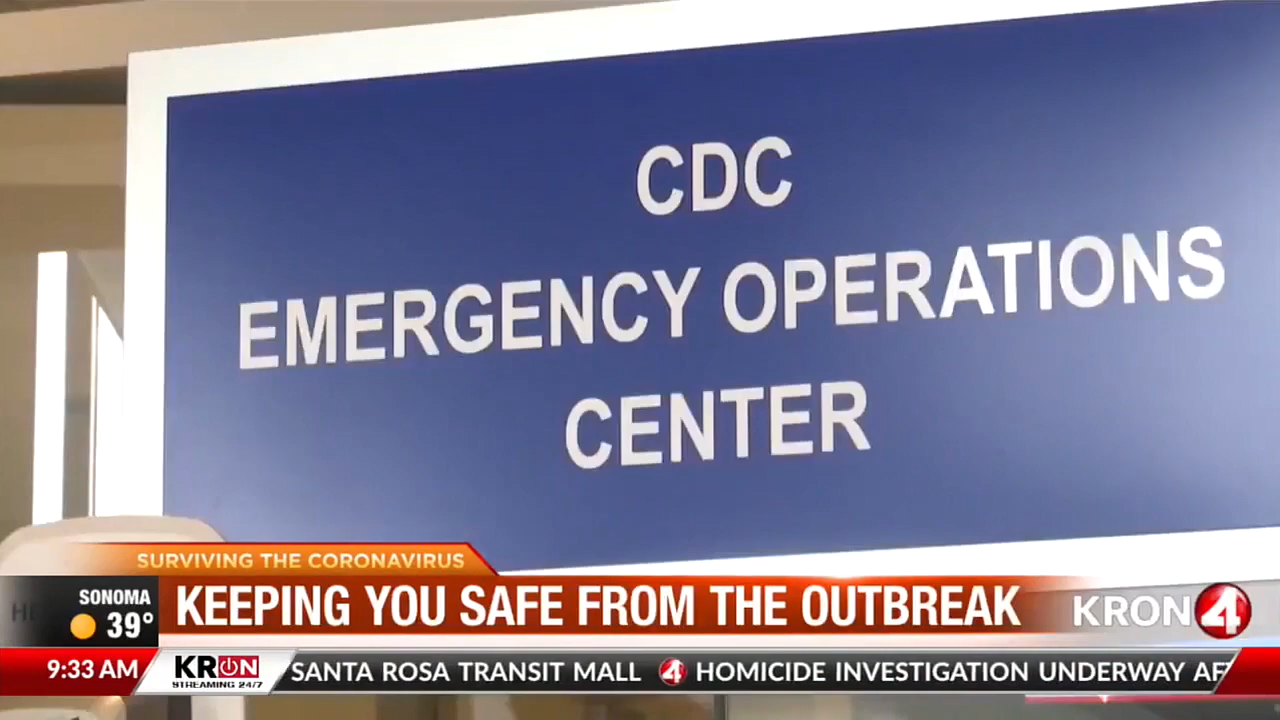 CDC
EMERGENCY OPERATIONS
CENTER
SURVIVING THE CORONAVIRUS
SONOMA
39°
KEEPING YOU SAFE FROM THE OUTBREAK
KRON 4
9:33 AM
KRON
STREAMING 24/7
SANTA ROSA TRANSIT MALL 4 HOMICIDE INVESTIGATION UNDERWAY